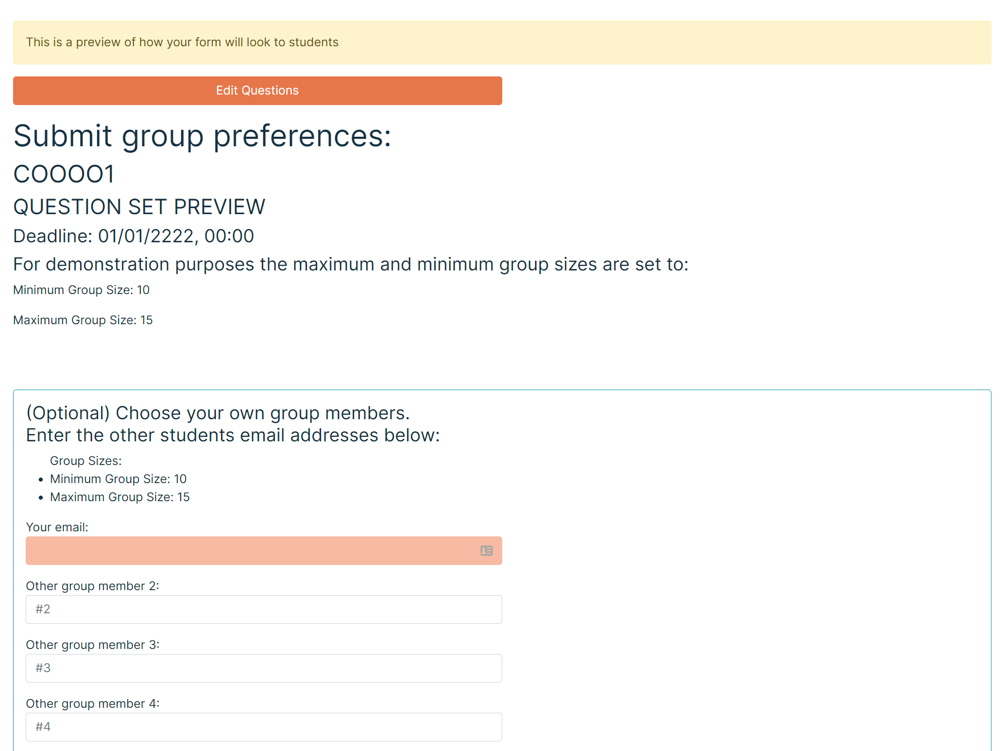 This is a preview of how your form will look to students
Edit Questions
Submit group preferences:
COOOO1
QUESTION SET PREVIEW
Deadline: 01/01/2222, 00:00
For demonstration purposes the maximum and minimum group sizes are set to:
Minimum Group Size: 10
Maximum Group Size: 15
(Optional) Choose your own group members.
Enter the other students email addresses below:
Group Sizes:
• Minimum Group Size: 10
• Maximum Group Size: 15
Your email:
Other group member 2:
#2
Other group member 3:
#3
Other group member 4:
#4